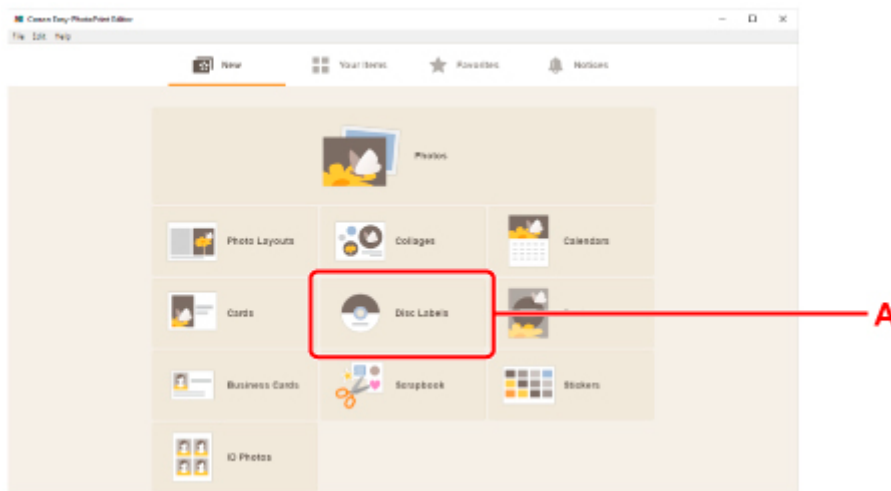 Canon Easy-PhotoPrint Editor
File Edit Help
New Your Items Favorites Notices
Photos
Photo Layouts Collages Calendars
Cards Disc Labels
A
Business Cards Scrapbook Stickers
ID Photos